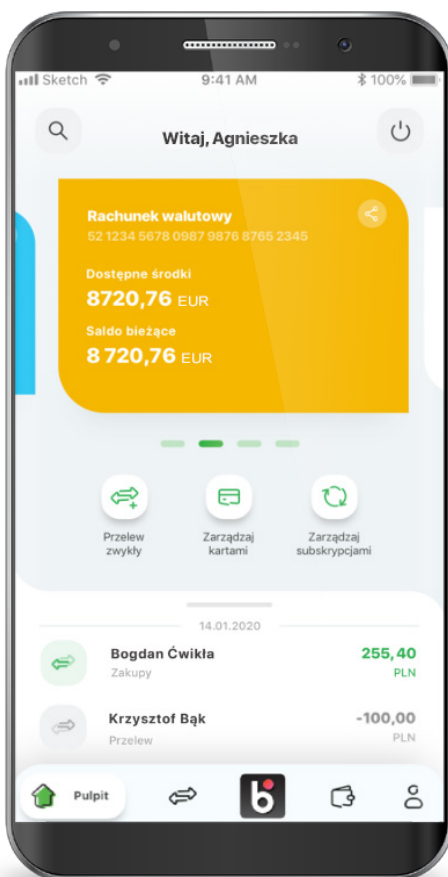 Sketch
9:41 AM
100%
Witaj, Agnieszka
Rachunek walutowy
52 1234 5678 0987 9876 8765 2345
Dostępne środki
8720,76 EUR
Saldo bieżące
8 720,76 EUR
Przelew zwykły
Zarządzaj kartami
Zarządzaj subskrypcjami
14.01.2020
Bogdan Ćwikła
255,40
Zakupy
PLN
Krzysztof Bąk
-100,00
Przelew
PLN
Pulpit
b